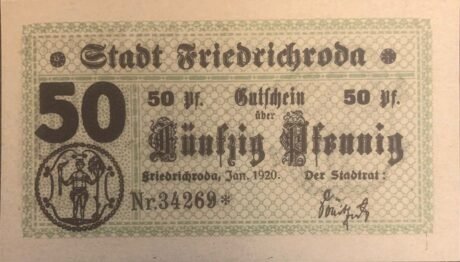 * Stadt Friedrichroda *
50
50 Pf. Gutschein 50 Pf.
über
Fünfzig Pfennig
Friedrichroda, Jan. 1920. Der Stadtrat:
Nr.34269*